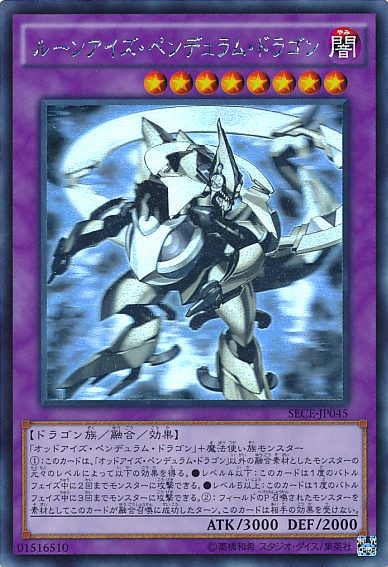 ルーンアイズ・ペンデュラム・ドラゴン 闇
SECE-JP045
【ドラゴン族／融合／効果】
「オッドアイズ・ペンデュラム・ドラゴン」＋魔法使い族モンスター
①：このカードは、「オッドアイズ・ペンデュラム・ドラゴン」以外の融合素材としたモンスターの
元々のレベルによって以下の効果を得る。●レベル４以下：このカードは１度のバトル
フェイズ中に２回までモンスターに攻撃できる。●レベル５以上：このカードは１度のバトル
フェイズ中に３回までモンスターに攻撃できる。②：フィールドのＰ召喚されたモンスターを
素材としてこのカードが融合召喚に成功したターン、このカードは相手の効果を受けない。
ATK/3000 DEF/2000
01516510 ©高橋和希 スタジオ・ダイス/集英社